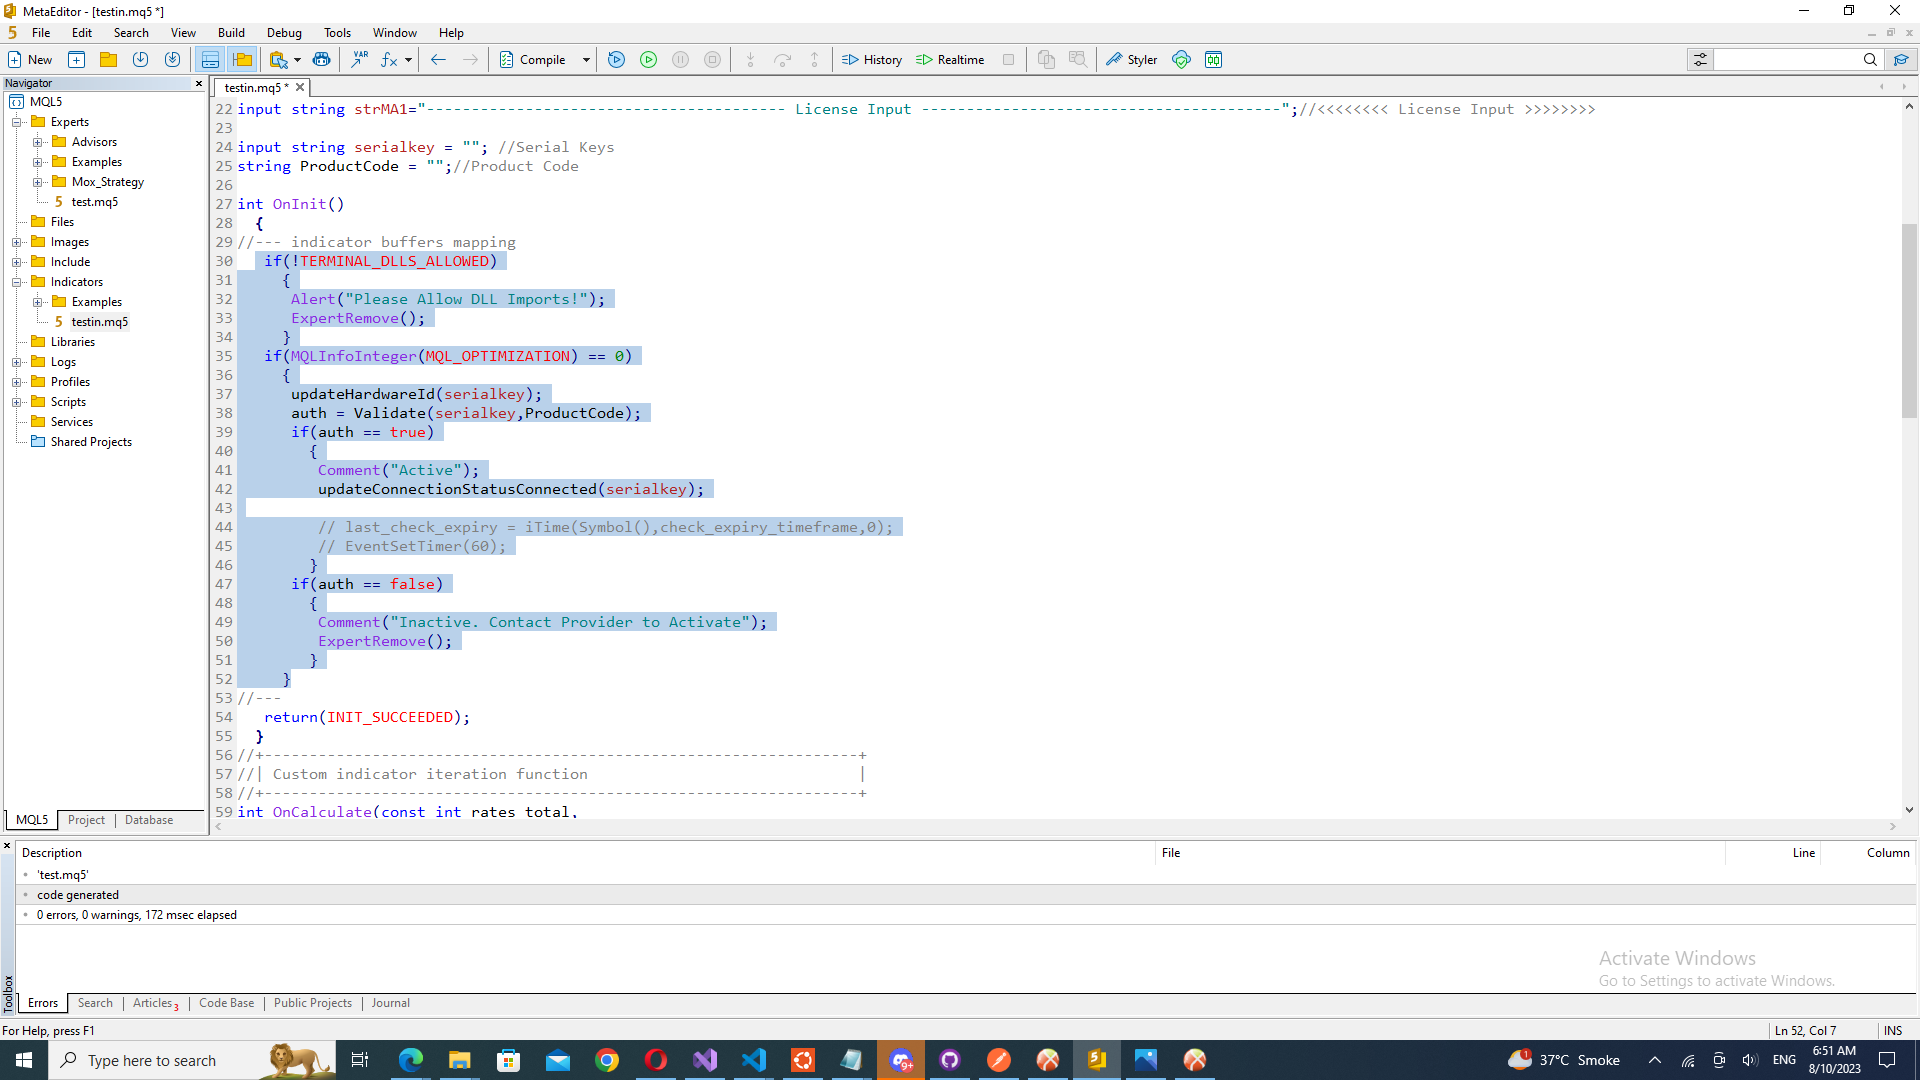 MetaEditor - [testin.mq5 *]
File Edit Search View Build Debug Tools Window Help
New Compile History Realtime Styler
Navigator
MQL5
Experts
Advisors
Examples
Mox_Strategy
test.mq5
Files
Images
Include
Indicators
Examples
testin.mq5
Libraries
Logs
Profiles
Scripts
Services
Shared Projects
MQL5 Project Database
testin.mq5 *
22 input string strMA1="---------------------------------------- License Input ----------------------------------------";//<<<<<<<< License Input >>>>>>>>
23
24 input string serialkey = ""; //Serial Keys
25 string ProductCode = "";//Product Code
26
27 int OnInit()
28 {
29 //--- indicator buffers mapping
30 if(!TERMINAL_DLLS_ALLOWED)
31 {
32 Alert("Please Allow DLL Imports!");
33 ExpertRemove();
34 }
35 if(MQLInfoInteger(MQL_OPTIMIZATION) == 0)
36 {
37 updateHardwareId(serialkey);
38 auth = Validate(serialkey,ProductCode);
39 if(auth == true)
40 {
41 Comment("Active");
42 updateConnectionStatusConnected(serialkey);
43
44 // last_check_expiry = iTime(Symbol(),check_expiry_timeframe,0);
45 // EventSetTimer(60);
46 }
47 if(auth == false)
48 {
49 Comment("Inactive. Contact Provider to Activate");
50 ExpertRemove();
51 }
52 }
53 //---
54 return(INIT_SUCCEEDED);
55 }
56 //+------------------------------------------------------------------+
57 //| Custom indicator iteration function |
58 //+------------------------------------------------------------------+
59 int OnCalculate(const int rates_total,
Description File Line Column
'test.mq5'
code generated
0 errors, 0 warnings, 172 msec elapsed
Activate Windows
Go to Settings to activate Windows.
Toolbox
Errors Search Articles 3 Code Base Public Projects Journal
For Help, press F1 Ln 52, Col 7 INS
Type here to search
9+
1 37°C Smoke ENG
6:51 AM
8/10/2023